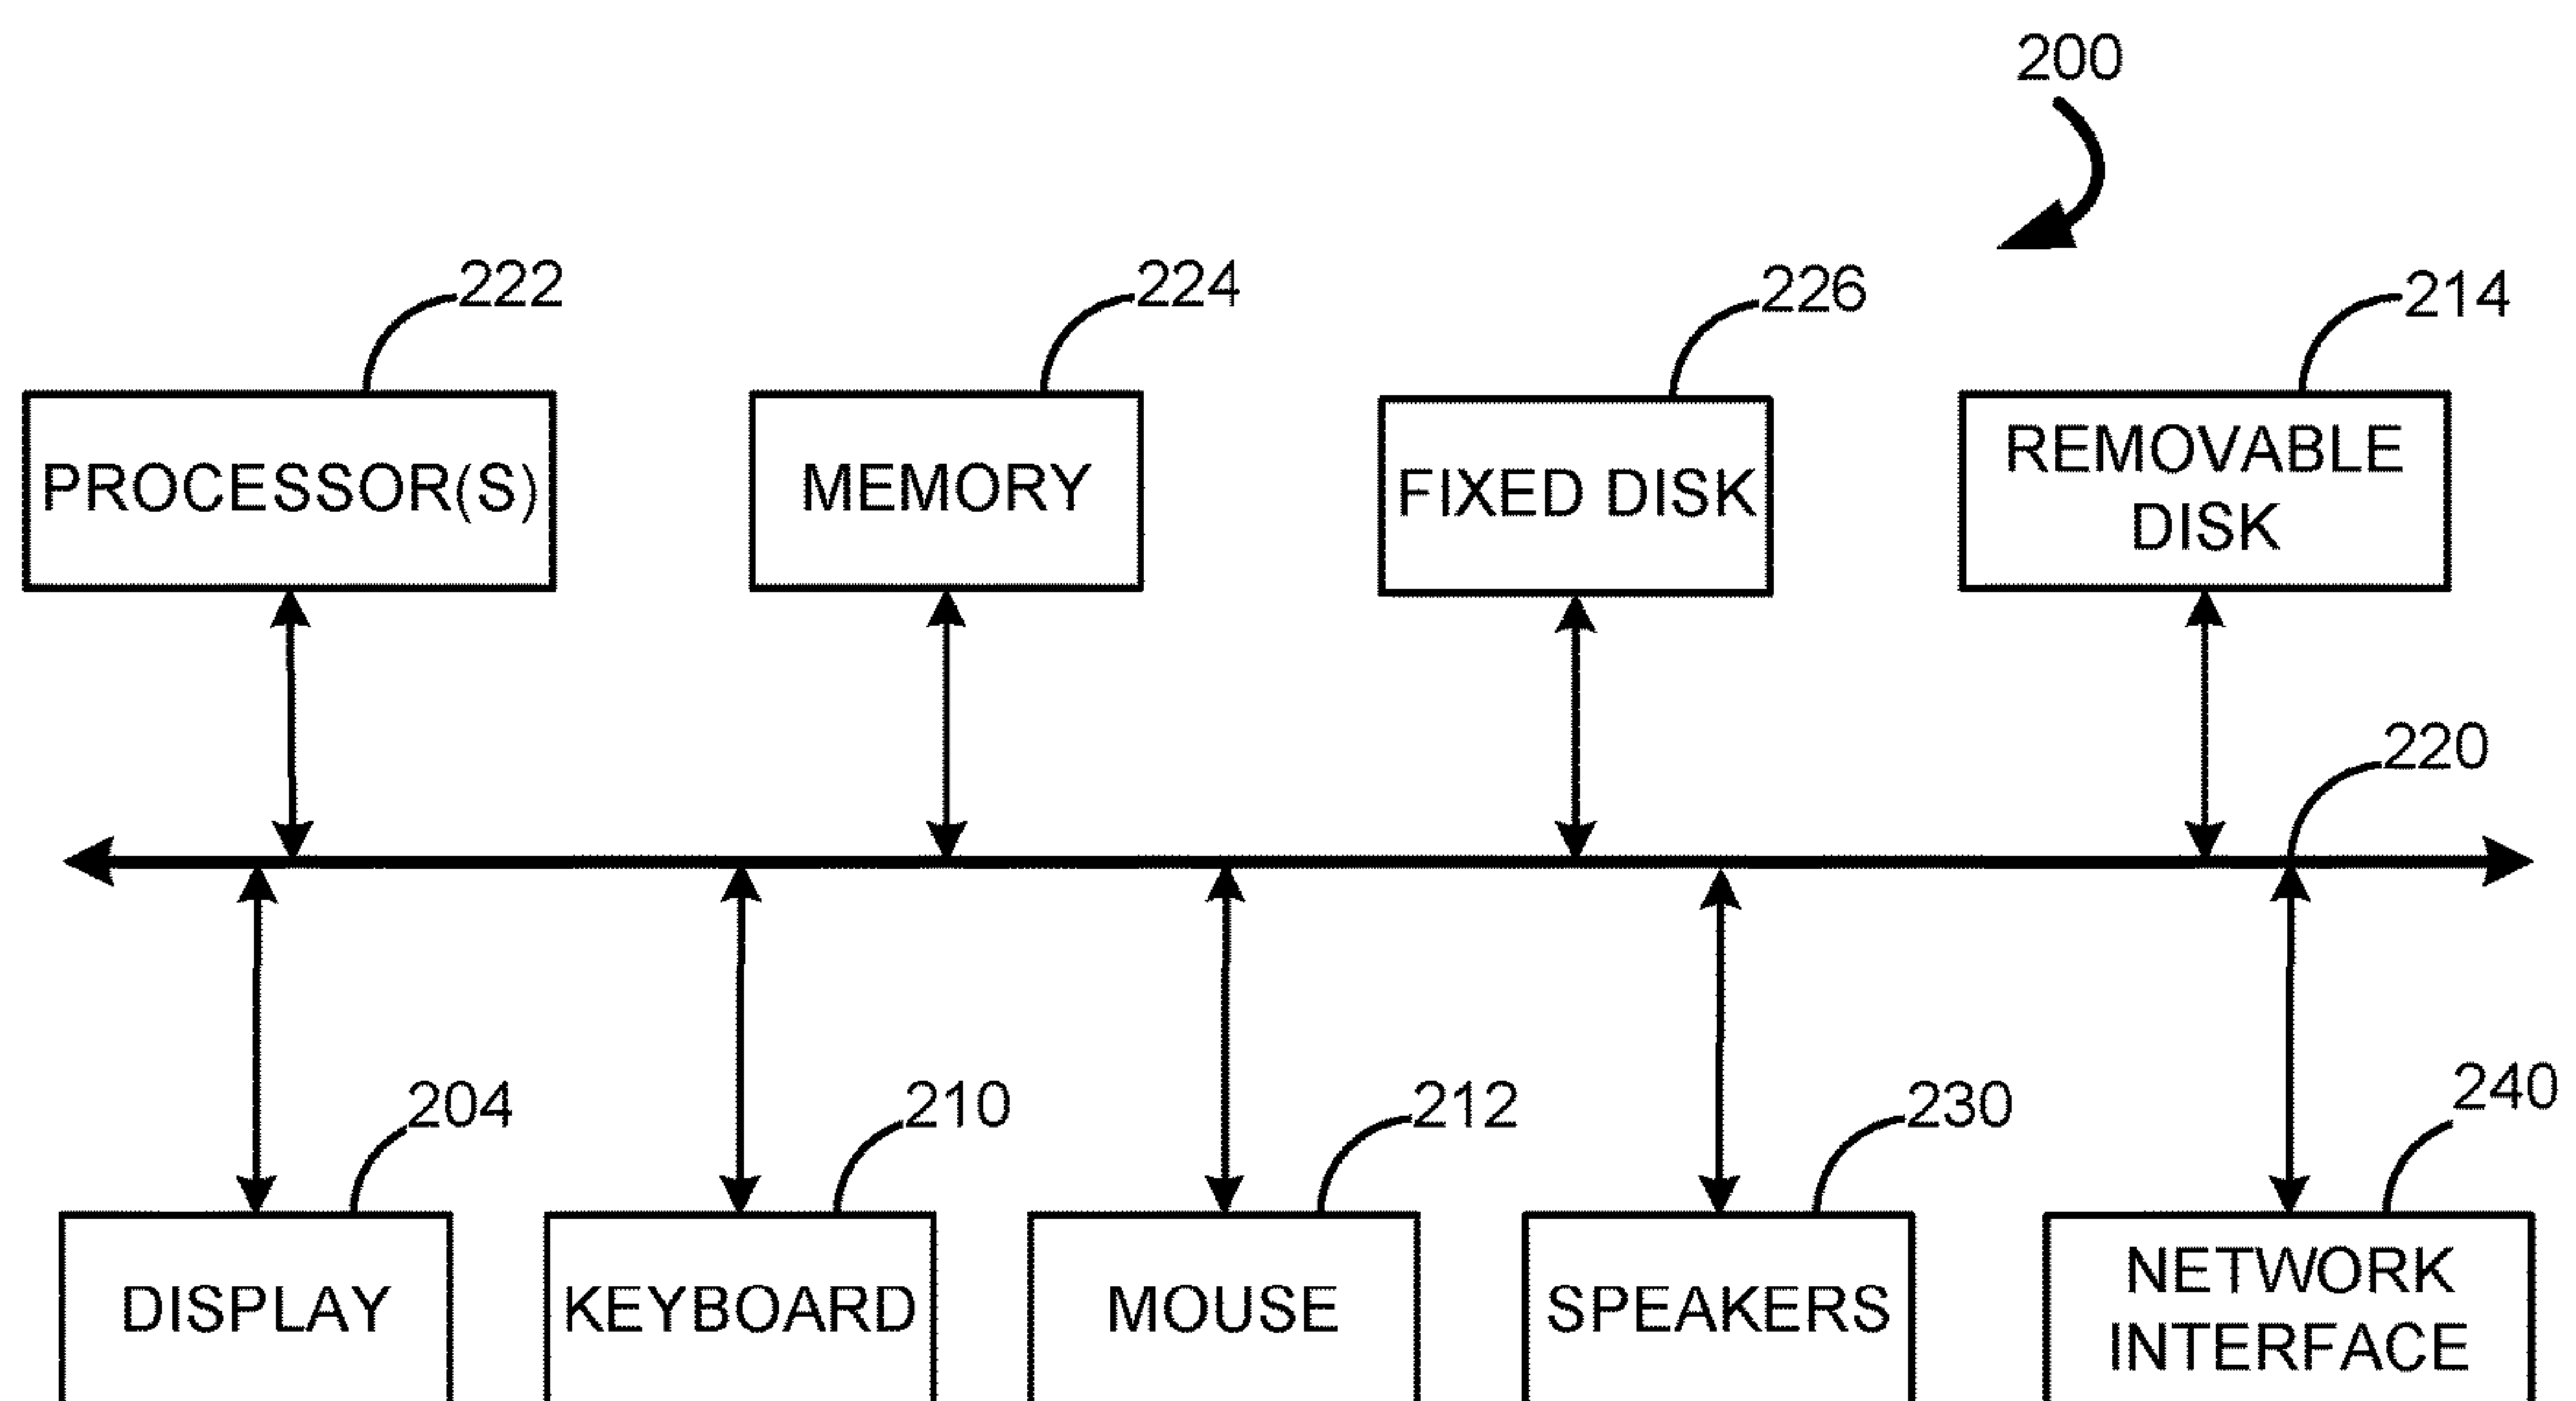 200
222
224
226
214
PROCESSOR(S)
MEMORY
FIXED DISK
REMOVABLE
DISK
220
204
210
212
230
240
DISPLAY
KEYBOARD
MOUSE
SPEAKERS
NETWORK
INTERFACE